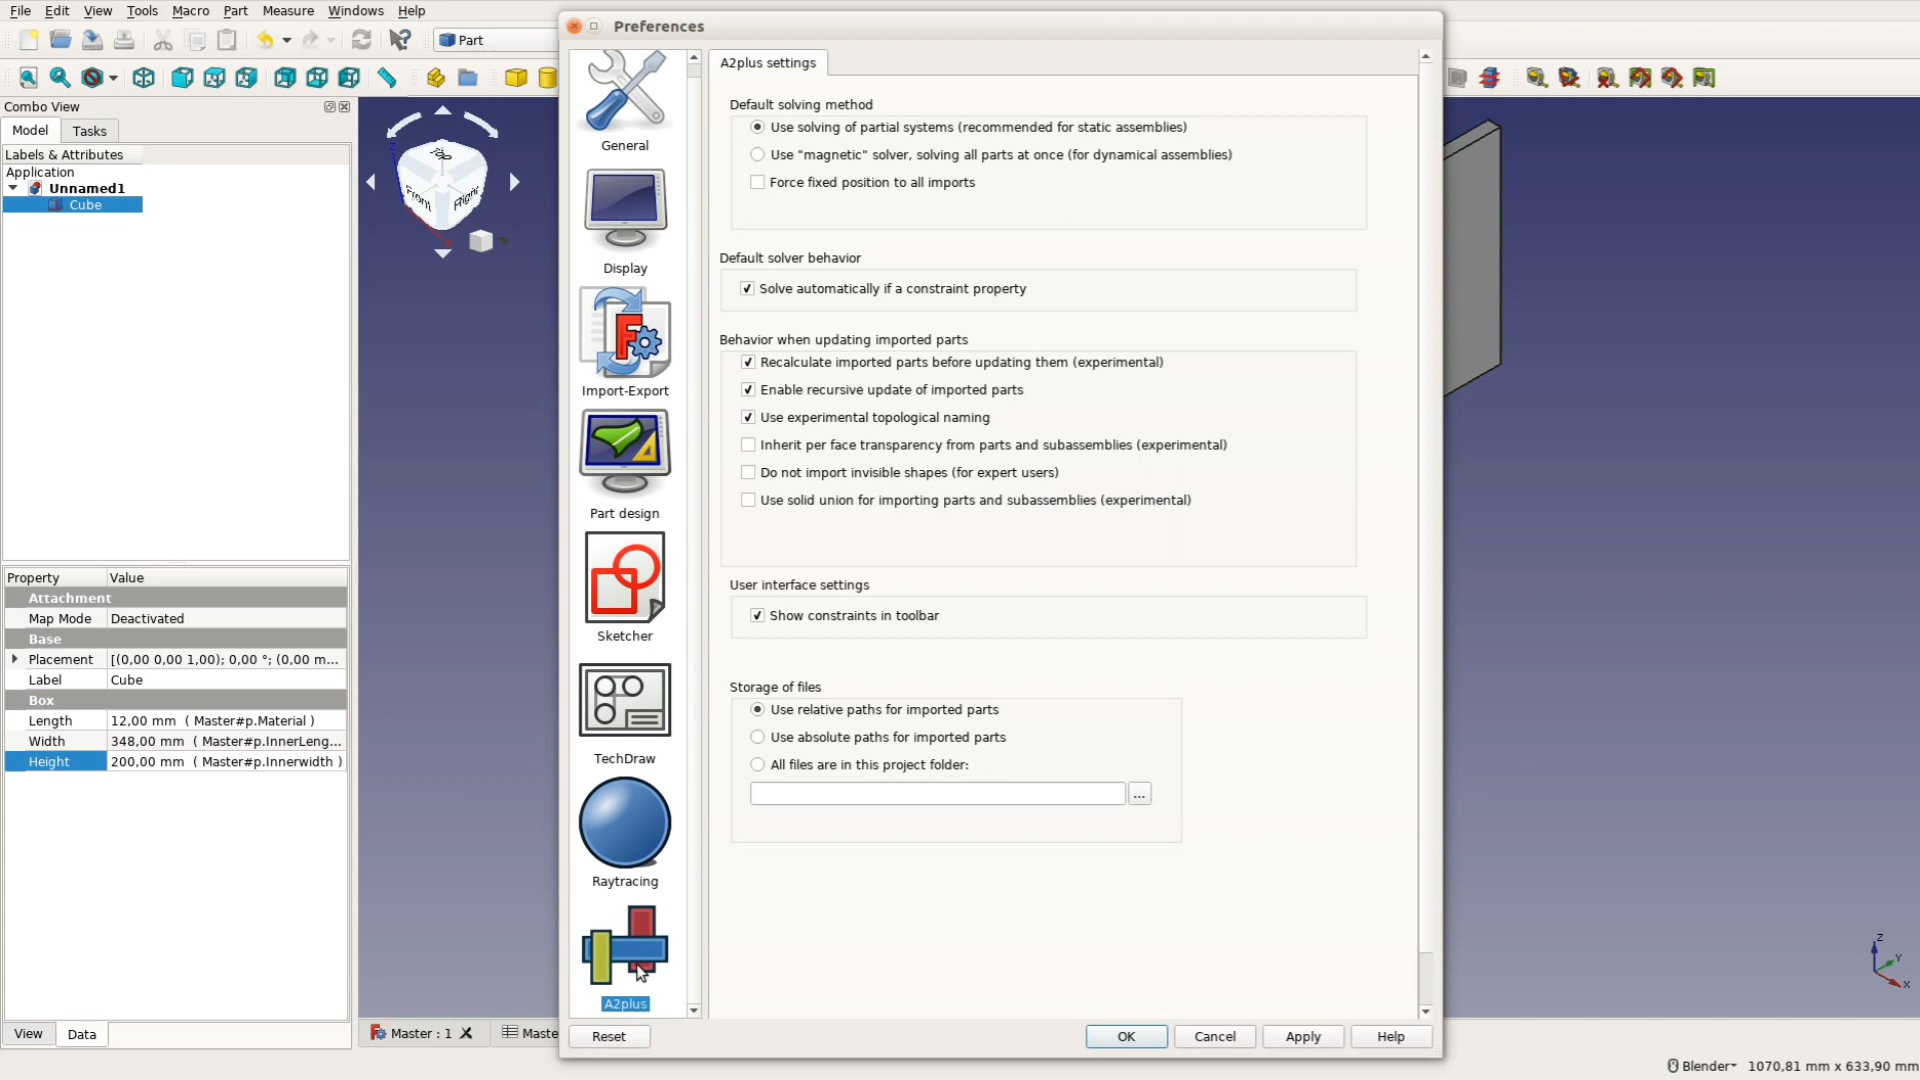 File Edit View Tools Macro Part Measure Windows Help
Preferences
Part
Combo View
Model Tasks
Labels & Attributes
Application
Unnamed1
Cube
Top
Front Right
Property Value
Attachment
Map Mode Deactivated
Base
Placement [(0,00 0,00 1,00); 0,00 °; (0,00 m...
Label Cube
Box
Length 12,00 mm ( Master#p.Material )
Width 348,00 mm ( Master#p.InnerLeng...
Height 200,00 mm ( Master#p.Innerwidth )
View Data
Master : 1
Maste
General
Display
Import-Export
Part design
Sketcher
TechDraw
Raytracing
A2plus
A2plus settings
Default solving method
Use solving of partial systems (recommended for static assemblies)
Use "magnetic" solver, solving all parts at once (for dynamical assemblies)
Force fixed position to all imports
Default solver behavior
Solve automatically if a constraint property
Behavior when updating imported parts
Recalculate imported parts before updating them (experimental)
Enable recursive update of imported parts
Use experimental topological naming
Inherit per face transparency from parts and subassemblies (experimental)
Do not import invisible shapes (for expert users)
Use solid union for importing parts and subassemblies (experimental)
User interface settings
Show constraints in toolbar
Storage of files
Use relative paths for imported parts
Use absolute paths for imported parts
All files are in this project folder:
...
Reset OK Cancel Apply Help
Z
Y
X
Blender 1070,81 mm x 633,90 mm